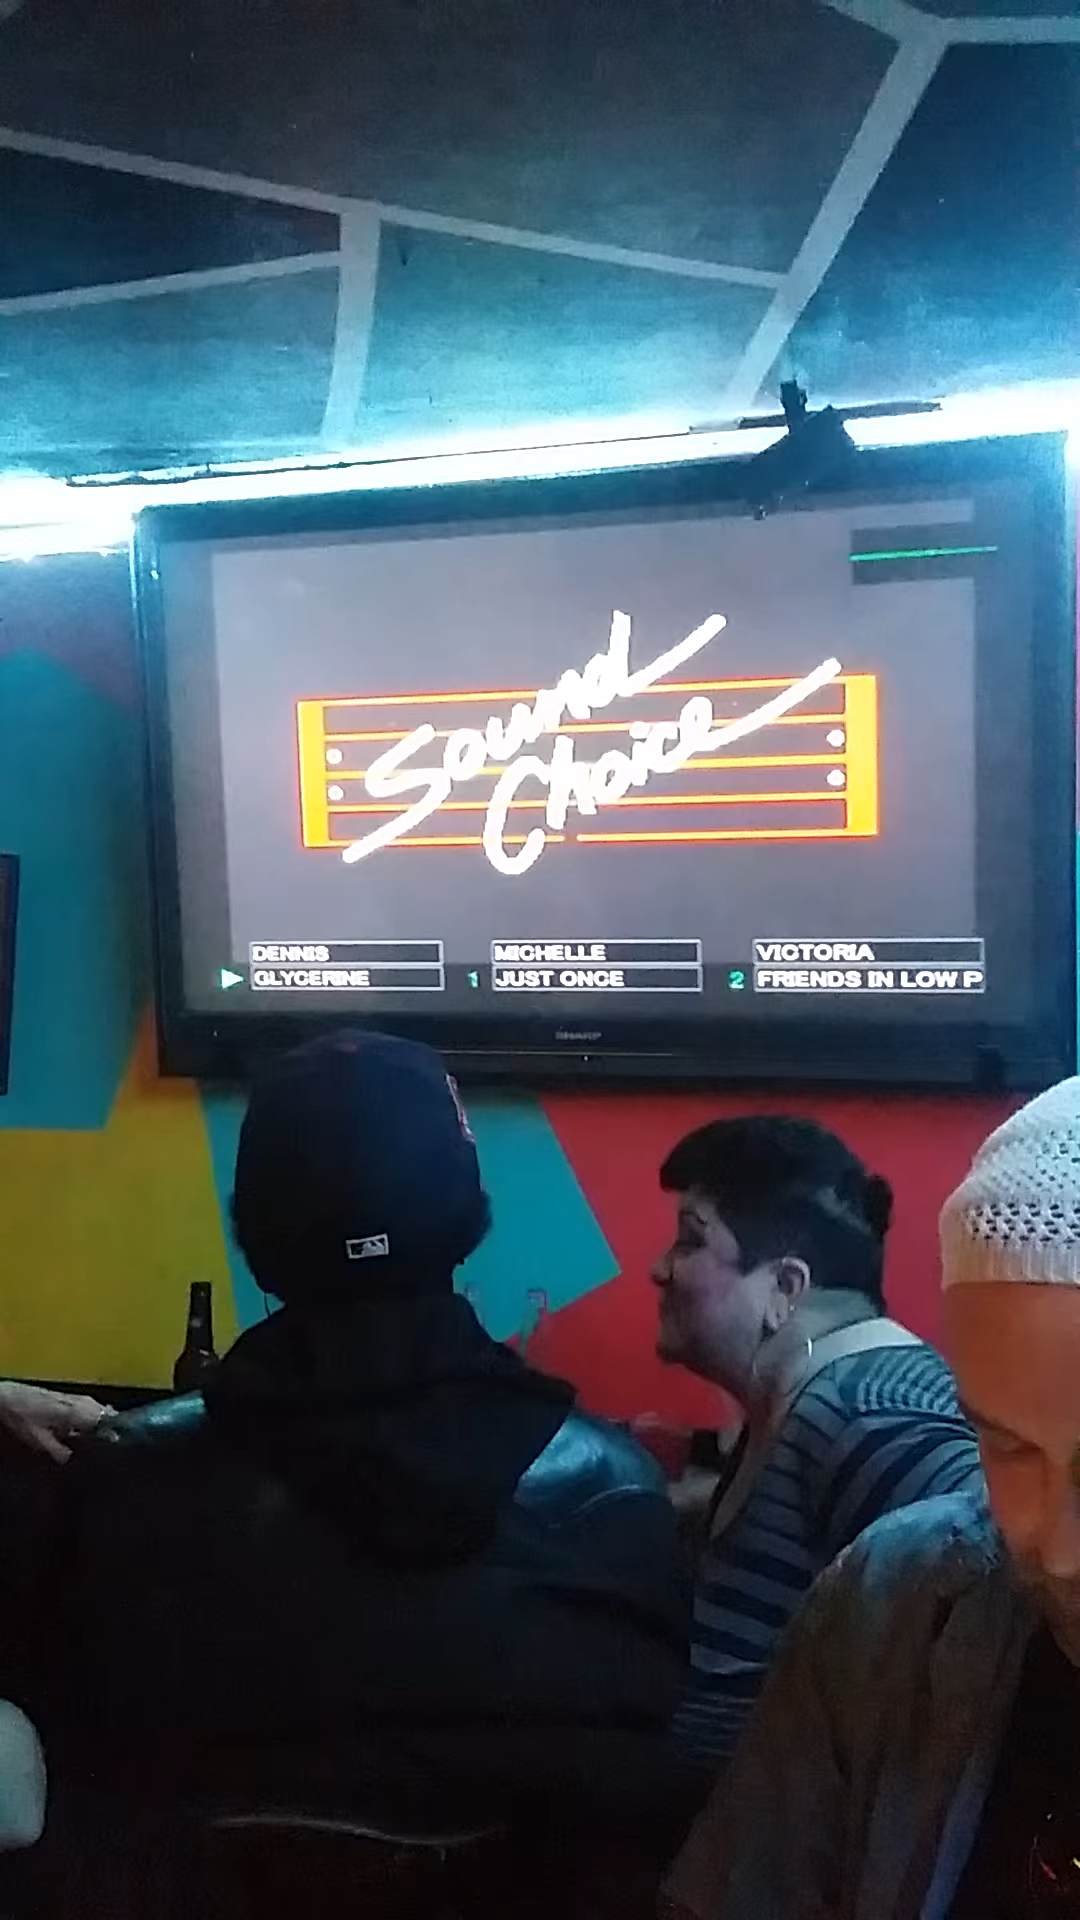 Sound
Choice
DENNIS
MICHELLE
VICTORIA
GLYCERINE
1 JUST ONCE
2 FRIENDS IN LOW P